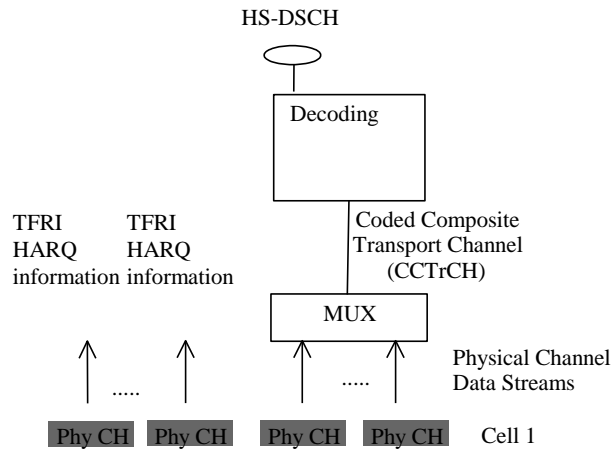 HS-DSCH
Decoding
TFRI
HARQ
information
TFRI
HARQ
information
Coded Composite
Transport Channel
(CCTrCH)
MUX
Physical Channel
Data Streams
.....
.....
Phy CH
Phy CH
Phy CH
Phy CH
Cell 1